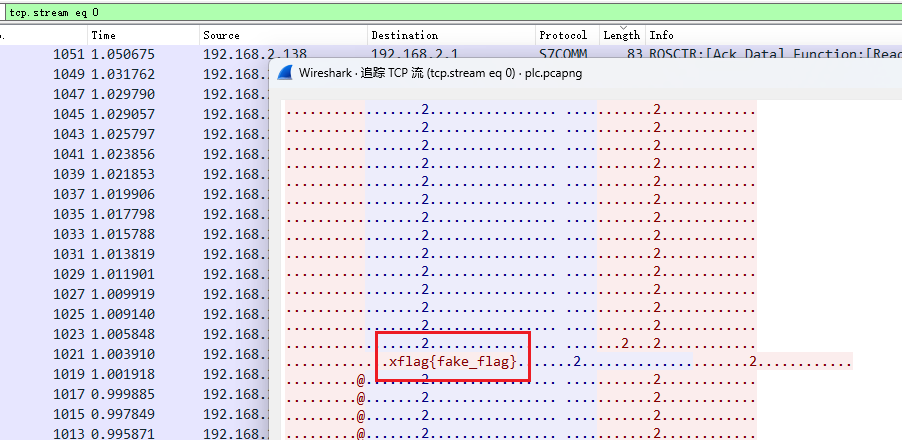 tcp.stream eq 0
Time Source Destination Protocol Length Info
1051 1.050675 192.168.2.138 192.168.2.1 S7COMM 83 ROSCTR:[Ack_Data] Function:[Read
1049 1.031762 192.168.
Wireshark · 追踪 TCP 流 (tcp.stream eq 0) · plc.pcapng
1047 1.029790 192.168.
1045 1.029057 192.168.
1043 1.025797 192.168.
1041 1.023856 192.168.
1039 1.021853 192.168.
1037 1.019906 192.168.
1035 1.017798 192.168.
1033 1.015788 192.168.
1031 1.013819 192.168.
1029 1.011901 192.168.
1027 1.009919 192.168.
1025 1.009140 192.168.
1023 1.005848 192.168.
1021 1.003910 192.168.
1019 1.001918 192.168.
1017 0.999885 192.168.
1015 0.997849 192.168.
1013 0.995871 192.168.
.......2................ ...........2............
.......2................ ...........2............
.......2................ ...........2............
.......2................ ...........2............
.......2................ ...........2............
.......2................ ...........2............
.......2................ ...........2............
.......2................ ...........2............
.......2................ ...........2............
.......2................ ...........2............
.......2................ ...........2............
.......2................ ...........2............
.......2................ ...........2............
.......2................ .......2...2............
.xflag{fake_flag}.......2.............. .......2............
@.......2................ ...........2............
@.......2................ ...........2............
@.......2................ ...........2............
@.......2................ ...........2............